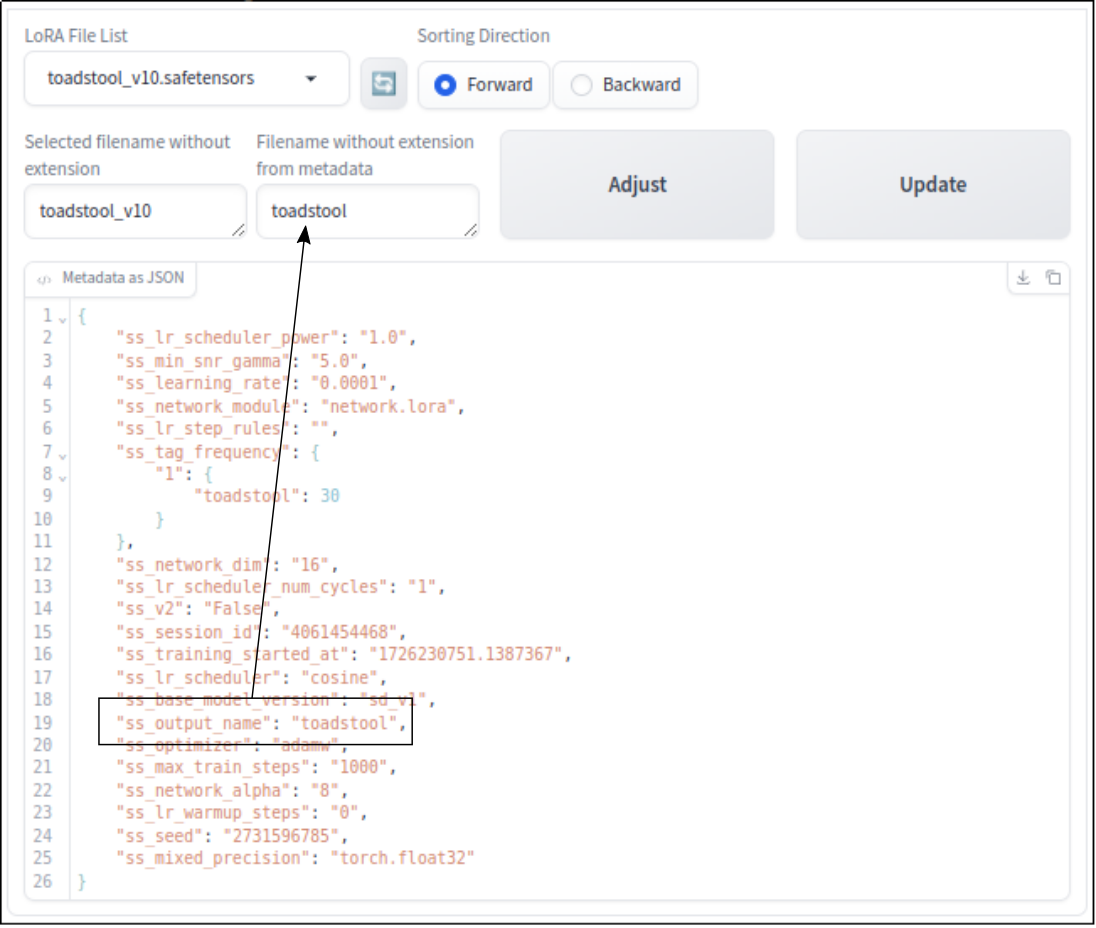 LoRA File List
Sorting Direction
toadstool_v10.safetensors
Forward
Backward
Selected filename without
extension
Filename without extension
from metadata
toadstool_v10
toadstool
Adjust
Update
</> Metadata as JSON
1 {
2 "ss_lr_scheduler_power": "1.0",
3 "ss_min_snr_gamma": "5.0",
4 "ss_learning_rate": "0.0001",
5 "ss_network_module": "network.lora",
6 "ss_lr_step_rules": "",
7 "ss_tag_frequency": {
8 "1": {
9 "toadstool": 30
10 }
11 },
12 "ss_network_dim": "16",
13 "ss_lr_scheduler_num_cycles": "1",
14 "ss_v2": "False",
15 "ss_session_id": "4061454468",
16 "ss_training_started_at": "1726230751.1387367",
17 "ss_lr_scheduler": "cosine",
18 "ss_base_model_version": "sd_v1",
19 "ss_output_name": "toadstool",
20 "ss_optimizer": "adamw",
21 "ss_max_train_steps": "1000",
22 "ss_network_alpha": "8",
23 "ss_lr_warmup_steps": "0",
24 "ss_seed": "2731596785",
25 "ss_mixed_precision": "torch.float32"
26 }